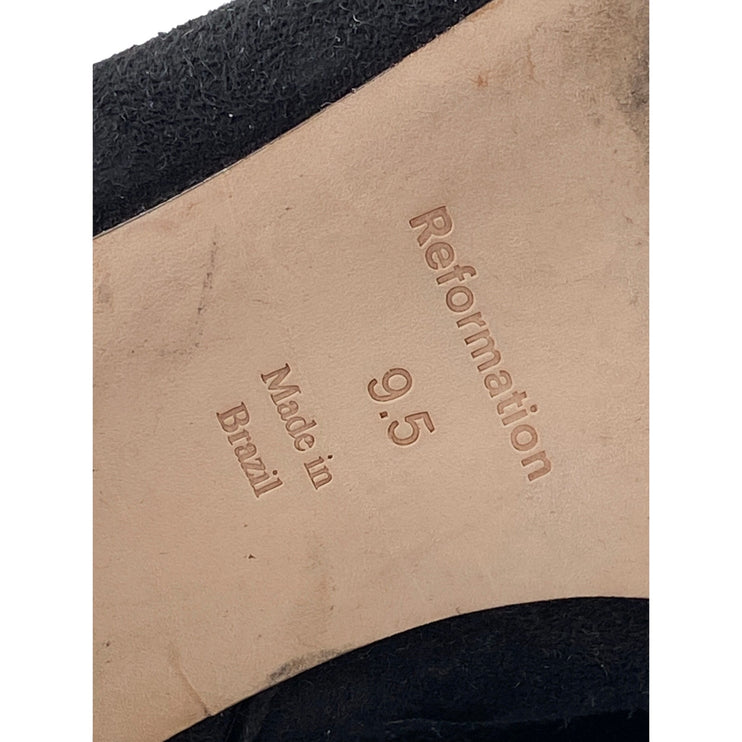 Reformation
9.5
Made in
Brazil